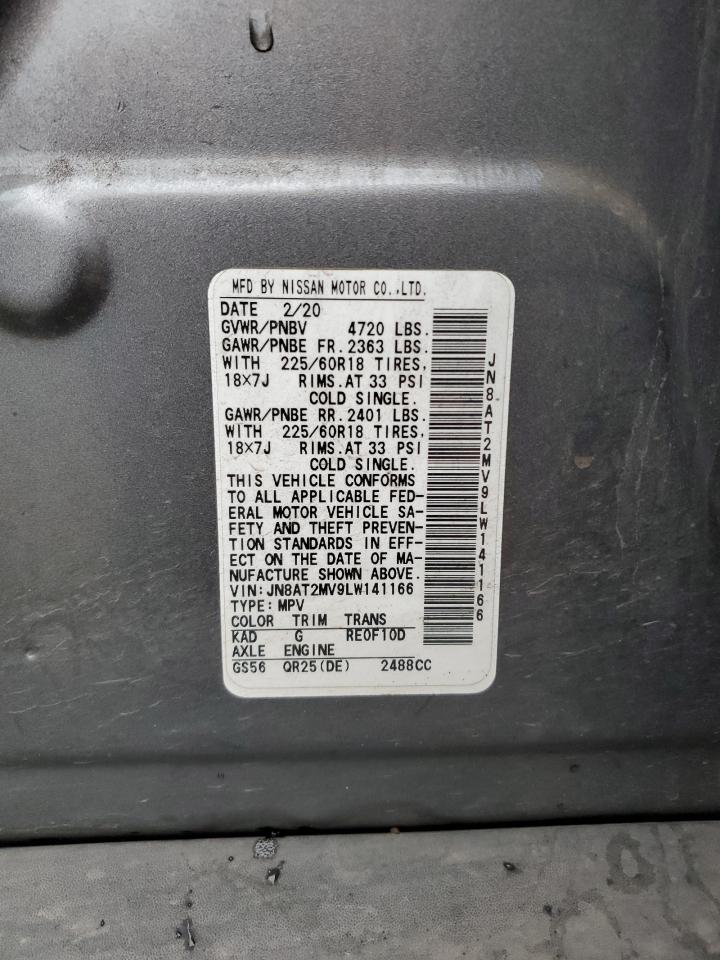 MFD BY NISSAN MOTOR CO.,LTD.
DATE 2/20
GVWR/PNBV 4720 LBS.
GAWR/PNBE FR.2363 LBS.
WITH 225/60R18 TIRES,
18×7J RIMS.AT 33 PSI
COLD SINGLE.
GAWR/PNBE RR.2401 LBS.
WITH 225/60R18 TIRES,
18×7J RIMS.AT 33 PSI
COLD SINGLE.
THIS VEHICLE CONFORMS
TO ALL APPLICABLE FED-
ERAL MOTOR VEHICLE SA-
FETY AND THEFT PREVEN-
TION STANDARDS IN EFF-
ECT ON THE DATE OF MA-
NUFACTURE SHOWN ABOVE.
VIN:JN8AT2MV9LW141166
TYPE:MPV
COLOR TRIM TRANS
KAD G RE0F10D
AXLE ENGINE
GS56 QR25(DE) 2488CC
JN8AT2MV9LW141166